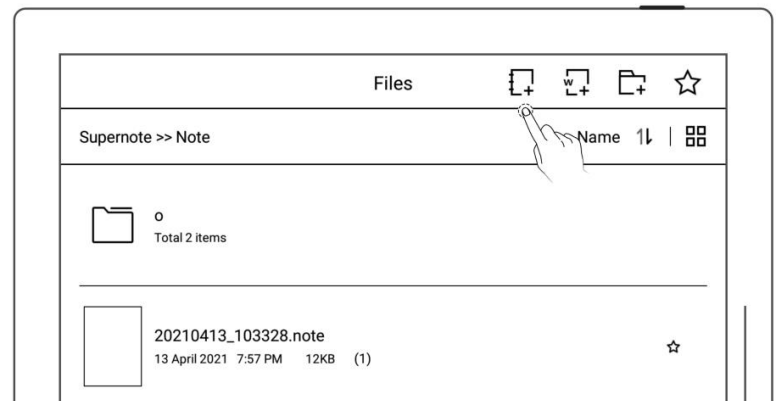 Files
W
Supernote >> Note
Name
o
Total 2 items
20210413_103328.note
13 April 2021 7:57 PM 12KB (1)